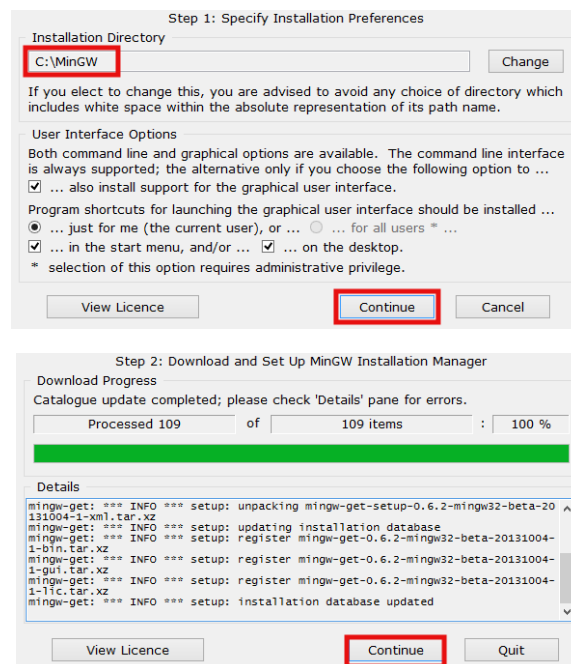 Step 1: Specify Installation Preferences
Installation Directory
C:\MinGW
Change
If you elect to change this, you are advised to avoid any choice of directory which
includes white space within the absolute representation of its path name.
User Interface Options
Both command line and graphical options are available. The command line interface
is always supported; the alternative only if you choose the following option to ...
... also install support for the graphical user interface.
Program shortcuts for launching the graphical user interface should be installed ...
... just for me (the current user), or ... ... for all users * ...
... in the start menu, and/or ... ... on the desktop.
* selection of this option requires administrative privilege.
View Licence Continue Cancel
Step 2: Download and Set Up MinGW Installation Manager
Download Progress
Catalogue update completed; please check 'Details' pane for errors.
Processed 109 of 109 items : 100 %
Details
mingw-get: *** INFO *** setup: unpacking mingw-get-setup-0.6.2-mingw32-beta-20
131004-1-xml.tar.xz
mingw-get: *** INFO *** setup: updating installation database
mingw-get: *** INFO *** setup: register mingw-get-0.6.2-mingw32-beta-20131004-
1-bin.tar.xz
mingw-get: *** INFO *** setup: register mingw-get-0.6.2-mingw32-beta-20131004-
1-gui.tar.xz
mingw-get: *** INFO *** setup: register mingw-get-0.6.2-mingw32-beta-20131004-
1-lic.tar.xz
mingw-get: *** INFO *** setup: installation database updated
View Licence Continue Quit